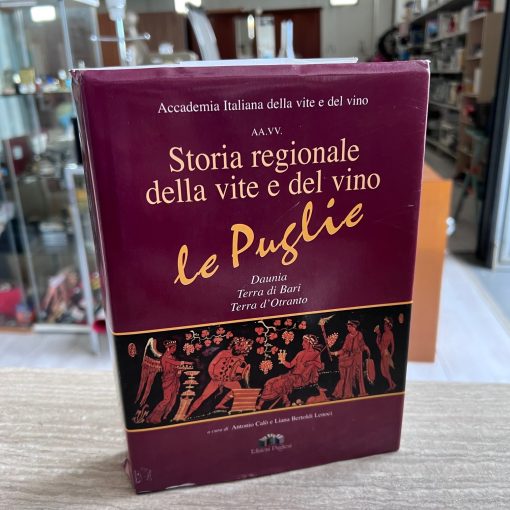 Accademia Italiana della vite e del vino
AA.VV.
Storia regionale
della vite e del vino
le Puglie
Daunia
Terra di Bari
Terra d'Otranto
a cura di Antonio Calò e Liana Bertoldi Lenoci
Editrice Pugliesi